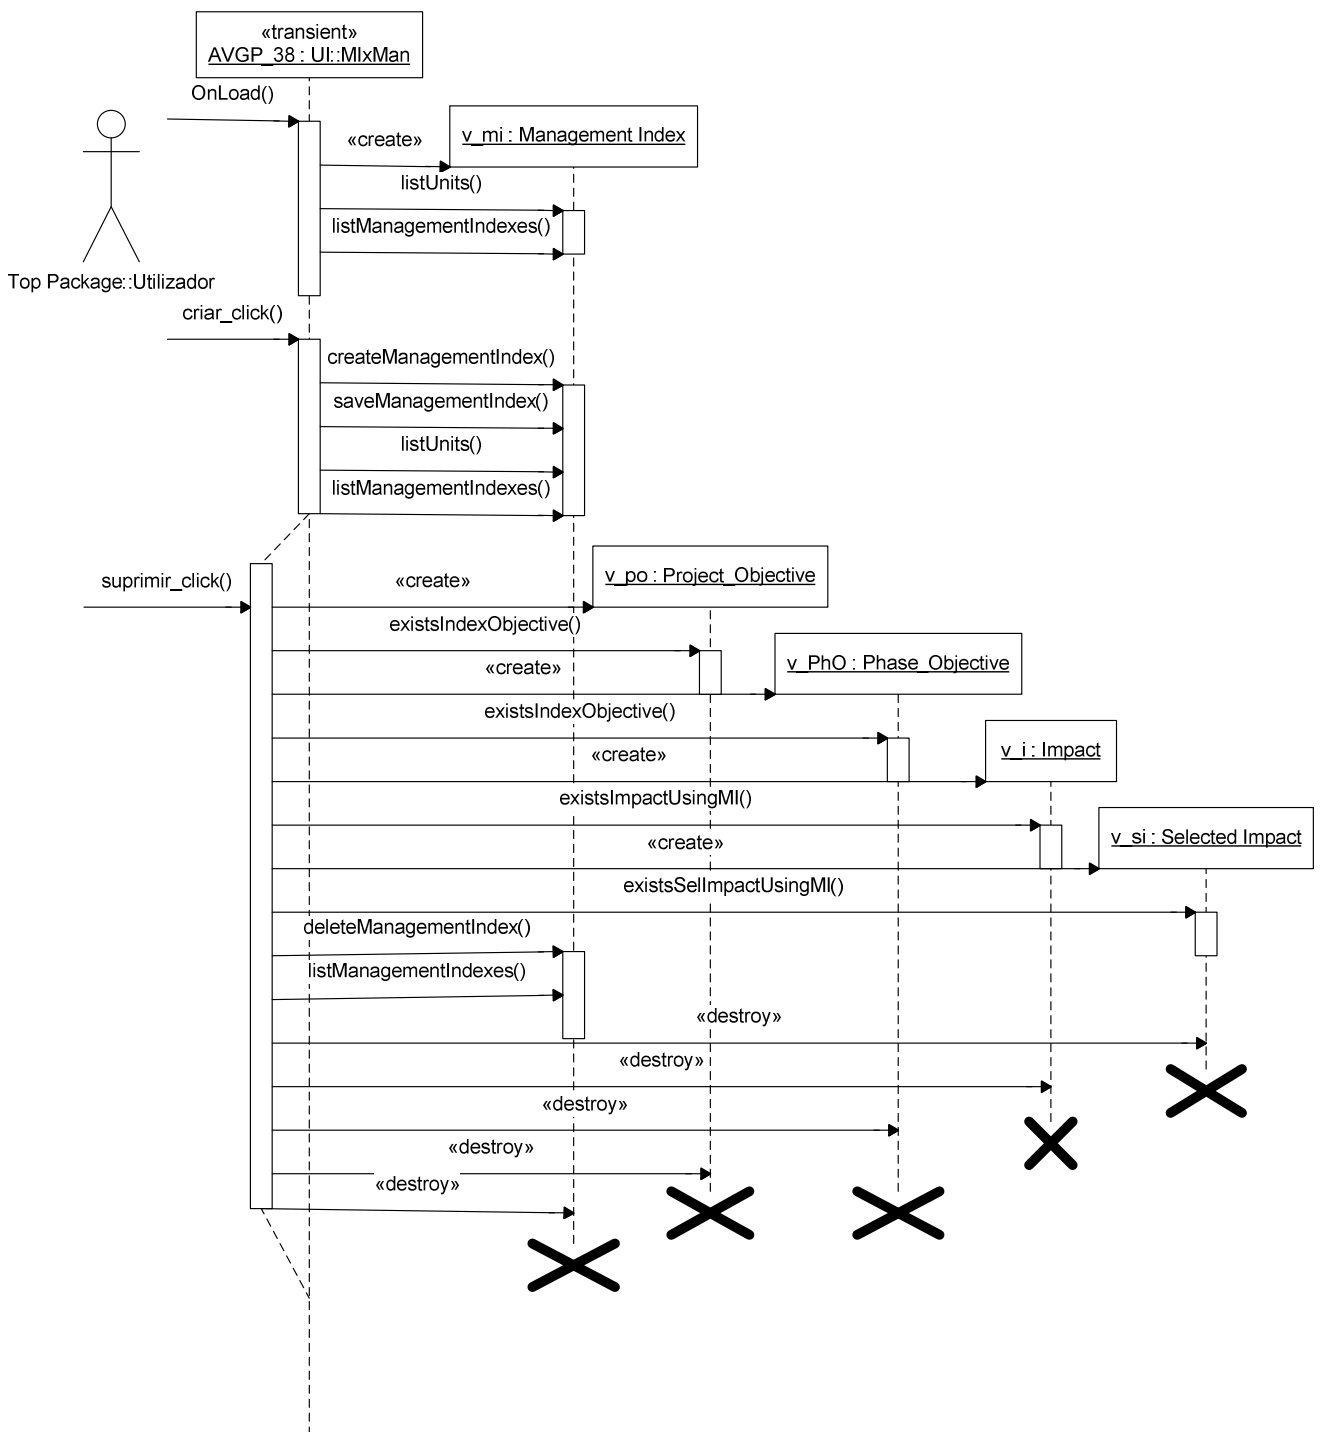 «transient»
AVGP_38 : UI::MIxMan
OnLoad()
«create»
v_mi : Management Index
listUnits()
listManagementIndexes()
Top Package::Utilizador
criar_click()
createManagementIndex()
saveManagementIndex()
listUnits()
listManagementIndexes()
suprimir_click()
«create»
v_po : Project_Objective
existsIndexObjective()
«create»
v_PhO : Phase_Objective
existsIndexObjective()
«create»
v_i : Impact
existsImpactUsingMI()
«create»
v_si : Selected Impact
existsSelImpactUsingMI()
deleteManagementIndex()
listManagementIndexes()
«destroy»
«destroy»
«destroy»
«destroy»
«destroy»